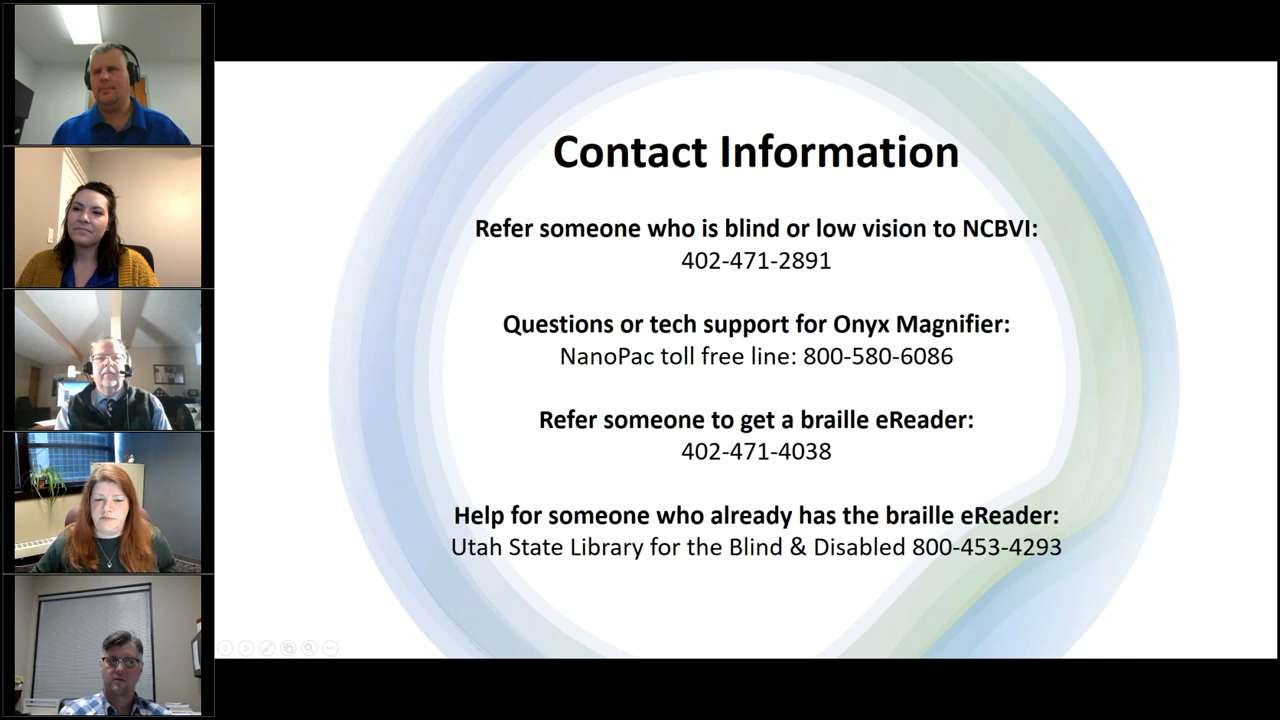 Contact Information
Refer someone who is blind or low vision to NCBVI:
402-471-2891
Questions or tech support for Onyx Magnifier:
NanoPac toll free line: 800-580-6086
Refer someone to get a braille eReader:
402-471-4038
Help for someone who already has the braille eReader:
Utah State Library for the Blind & Disabled 800-453-4293